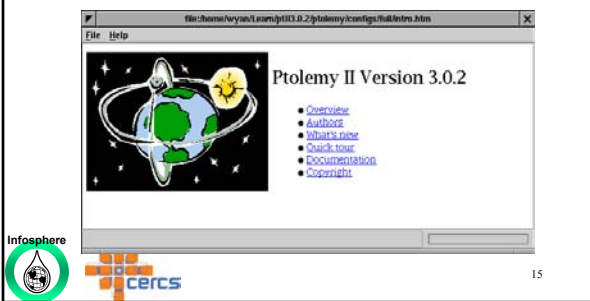 file:/home/wyan/Learn/ptII3.0.2/ptolemy/configs/full/intro.htm
File Help
Ptolemy II Version 3.0.2
Overview
Authors
What's new
Quick tour
Documentation
Copyright
Infosphere
cercs
15